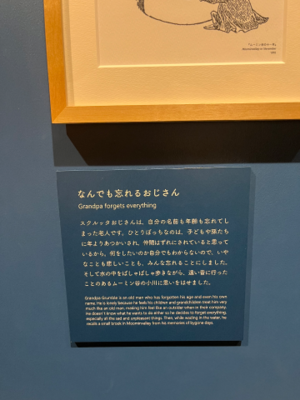 なんでも忘れるおじさん
Grandpa forgets everything
スクルッタおじさんは、自分の名前も年齢も忘れてし
まった老人です。ひとりぼっちなのは、子どもや孫たち
に年よりあつかいされ、仲間はずれにされていると思って
いるから。何をしたいのか自分でもわからないので、いや
なことも悲しいことも、みんな忘れることにしました。
そして水の中をばしゃばしゃ歩きながら、遠い昔に行った
ことのあるムーミン谷の小川に思いをはせました。
Grandpa-Grumble is an old man who has forgotten his age and even his own
name. He is lonely because he feels his children and grandchildren treat him very
much like an old man, making him feel like an outsider when in their company.
He doesn't know what he wants to do either so he decides to forget everything,
especially all the sad and unpleasant things. Then, while wading in the water, he
recalls a small brook in Moominvalley from his memories of bygone days.